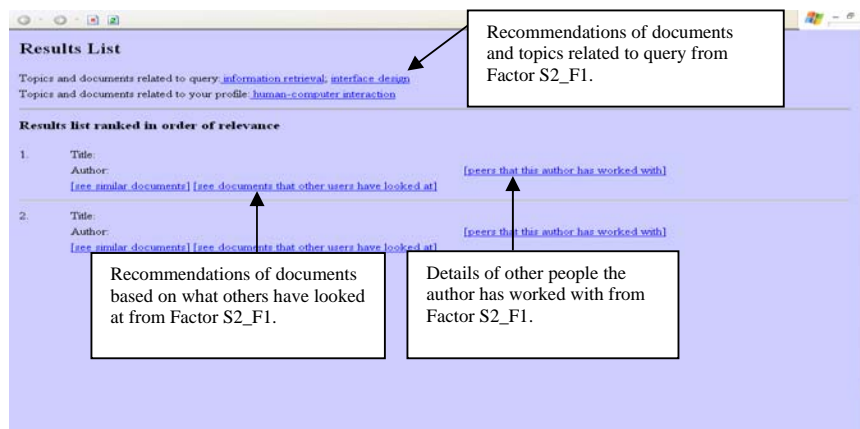 Recommendations of documents
and topics related to query from
Factor S2_F1.
Results List
Topics and documents related to query: information retrieval; interface design
Topics and documents related to your profile: human-computer interaction
Results list ranked in order of relevance
1. Title:
Author: [peers that this author has worked with]
[see similar documents] [see documents that other users have looked at]
2. Title:
Author: [peers that this author has worked with]
[see similar documents] [see documents that other users have looked at]
Recommendations of documents
based on what others have looked
at from Factor S2_F1.
Details of other people the
author has worked with from
Factor S2_F1.